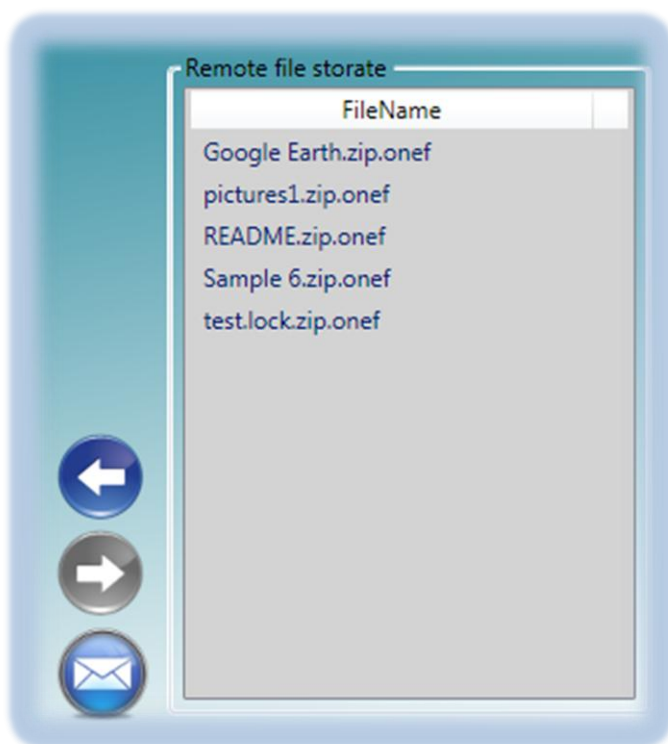 Remote file storate
FileName
Google Earth.zip.onef
pictures1.zip.onef
README.zip.onef
Sample 6.zip.onef
test.lock.zip.onef